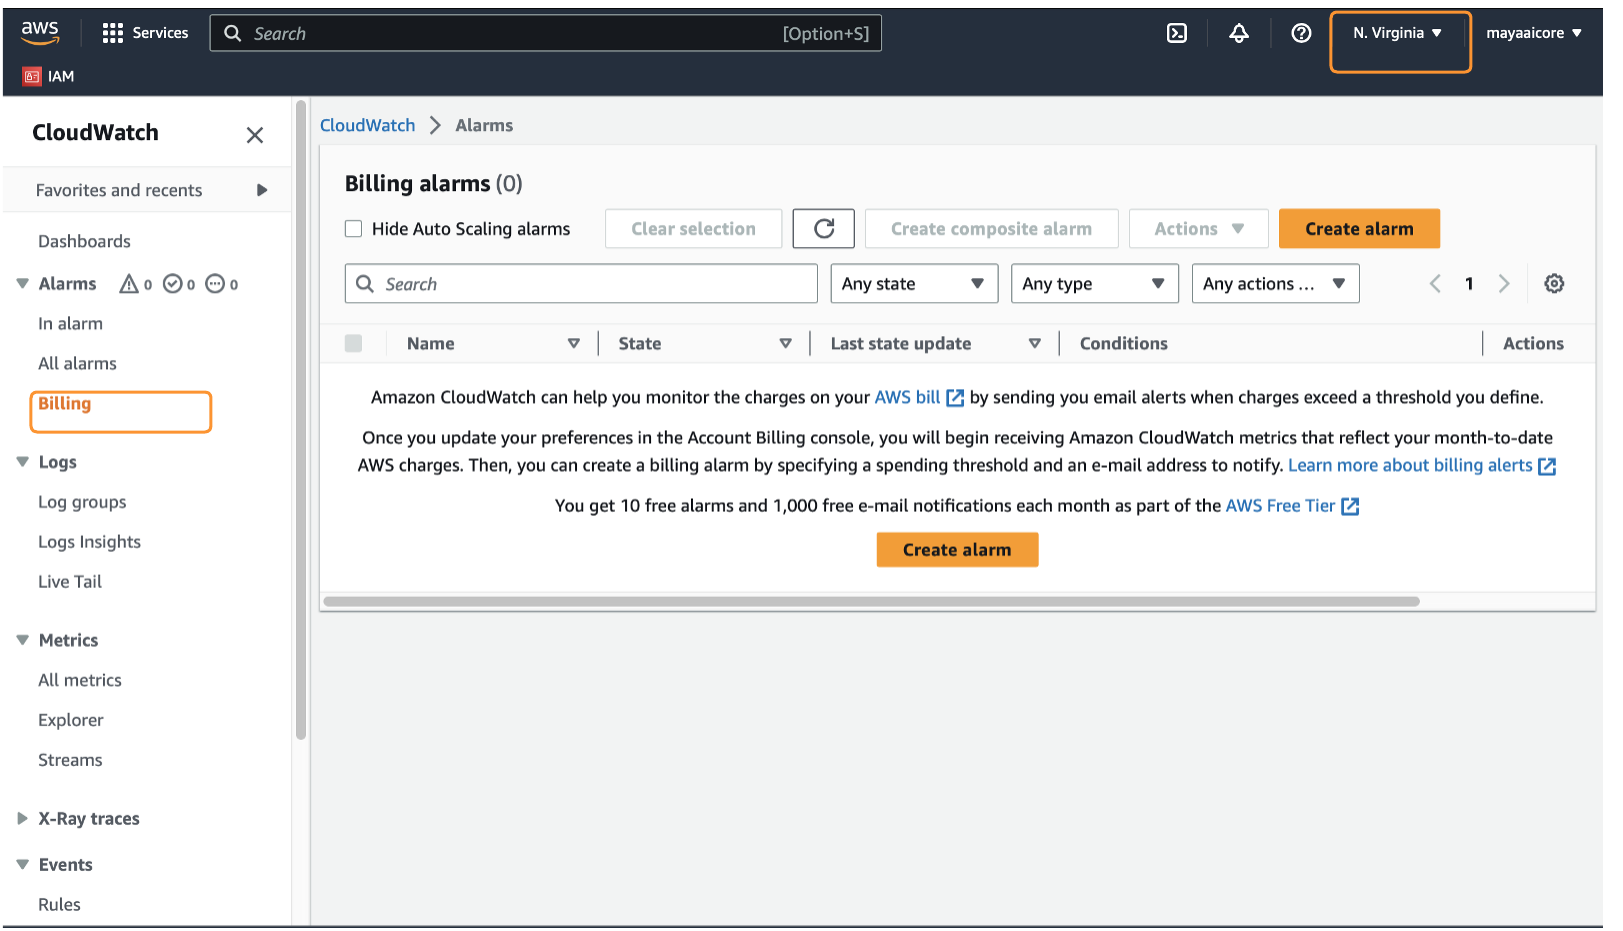 aws Services Search [Option+S] N. Virginia ▼ mayaaicore ▼
IAM
CloudWatch
Favorites and recents
Dashboards
Alarms 0 0 0
In alarm
All alarms
Billing
Logs
Log groups
Logs Insights
Live Tail
Metrics
All metrics
Explorer
Streams
X-Ray traces
Events
Rules
CloudWatch > Alarms
Billing alarms (0)
Hide Auto Scaling alarms Clear selection Create composite alarm Actions ▼ Create alarm
Search Any state ▼ Any type ▼ Any actions ... ▼ < 1 >
Name State Last state update Conditions Actions
Amazon CloudWatch can help you monitor the charges on your AWS bill by sending you email alerts when charges exceed a threshold you define.
Once you update your preferences in the Account Billing console, you will begin receiving Amazon CloudWatch metrics that reflect your month-to-date
AWS charges. Then, you can create a billing alarm by specifying a spending threshold and an e-mail address to notify. Learn more about billing alerts
You get 10 free alarms and 1,000 free e-mail notifications each month as part of the AWS Free Tier
Create alarm